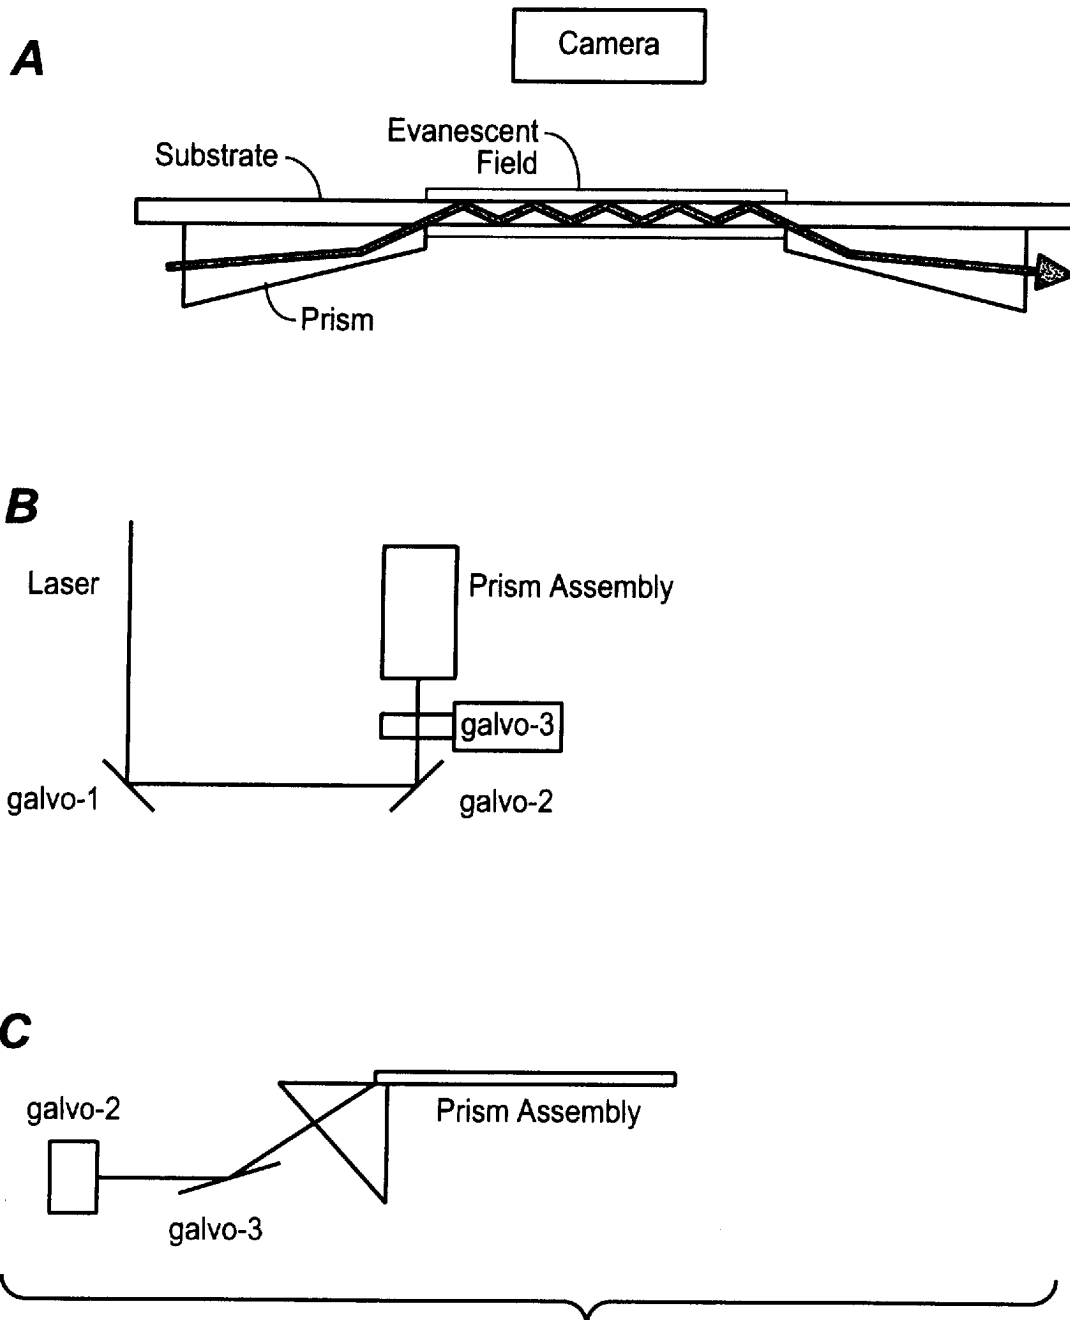 A
Camera
Evanescent
Field
Substrate
Prism
B
Laser
Prism Assembly
galvo-3
galvo-1
galvo-2
C
galvo-2
Prism Assembly
galvo-3